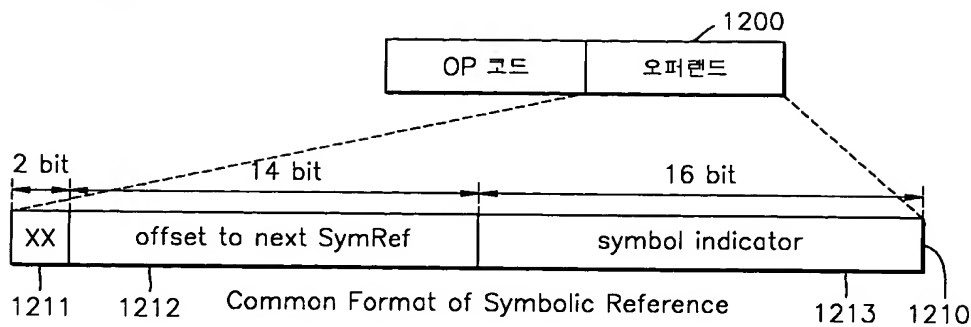 1200
OP 코드 오퍼랜드
2 bit 14 bit 16 bit
XX offset to next SymRef symbol indicator
1211 1212 Common Format of Symbolic Reference 1213 1210